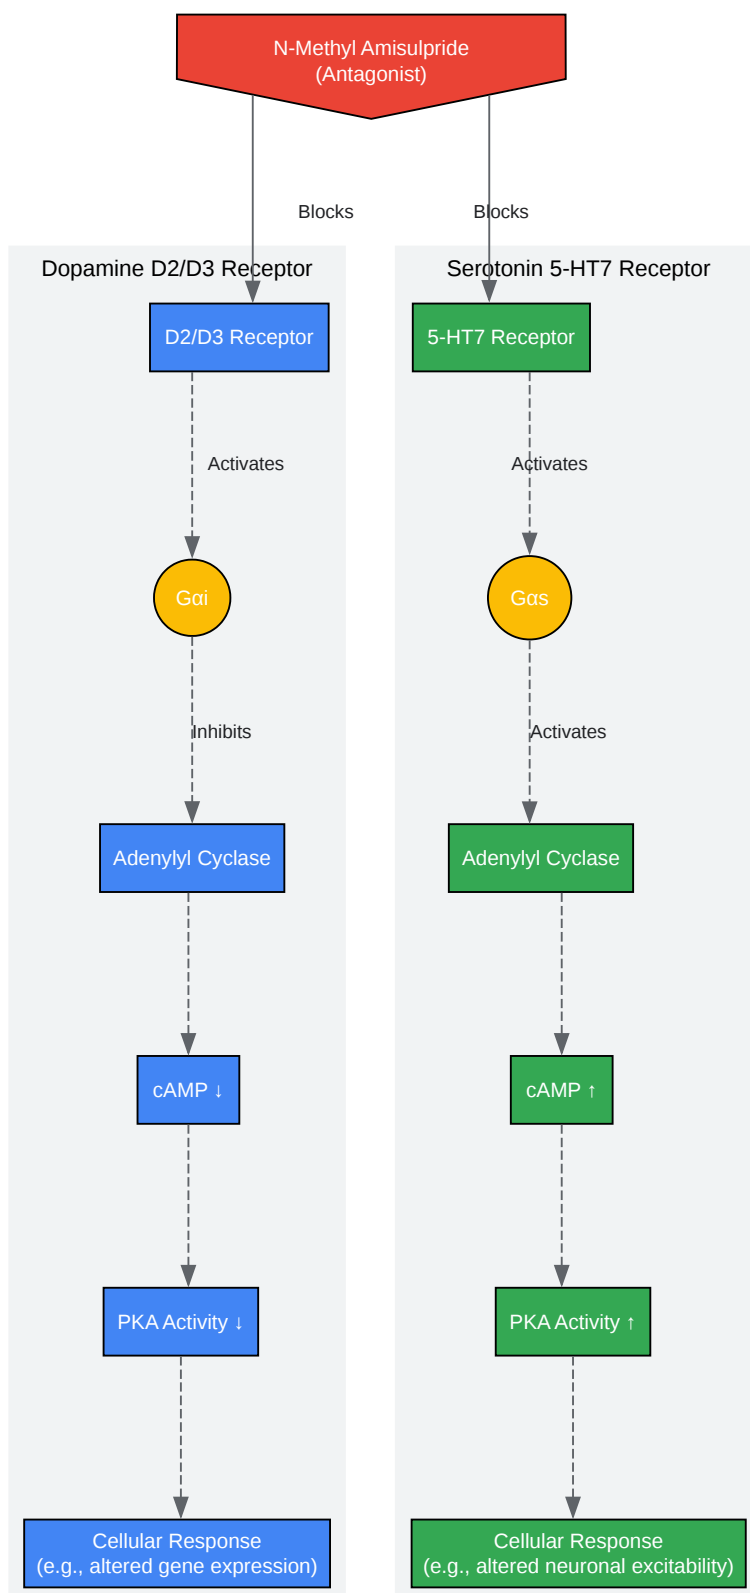 N-Methyl Amisulpride
(Antagonist)
Blocks
Blocks
Dopamine D2/D3 Receptor
D2/D3 Receptor
Activates
Gαi
Inhibits
Adenylyl Cyclase
cAMP ↓
PKA Activity ↓
Cellular Response
(e.g., altered gene expression)
Serotonin 5-HT7 Receptor
5-HT7 Receptor
Activates
Gαs
Activates
Adenylyl Cyclase
cAMP ↑
PKA Activity ↑
Cellular Response
(e.g., altered neuronal excitability)